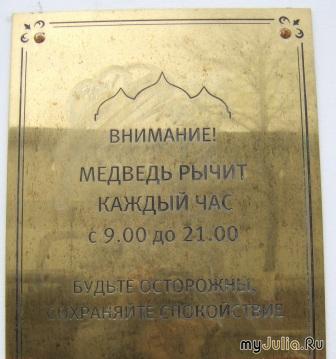 ВНИМАНИЕ!
МЕДВЕДЬ РЫЧИТ
КАЖДЫЙ ЧАС
с 9.00 до 21.00
БУДЬТЕ ОСТОРОЖНЫ,
СОХРАНЯЙТЕ СПОКОЙСТВИЕ
myJulia.Ru